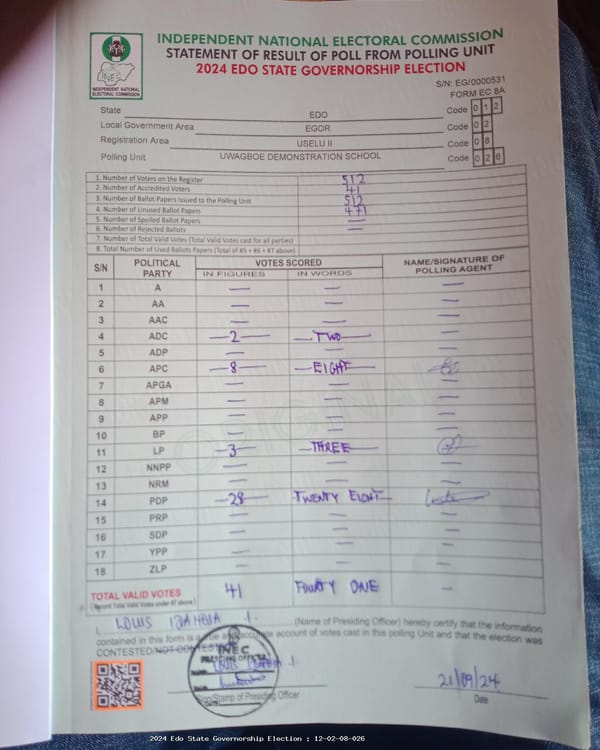 INDEPENDENT NATIONAL ELECTORAL COMMISSION
STATEMENT OF RESULT OF POLL FROM POLLING UNIT
2024 EDO STATE GOVERNORSHIP ELECTION
INEC
INDEPENDENT NATIONAL
ELECTORAL COMMISSION
S/N: EG/0000531
FORM EC 8A
State EDO Code 0 1 2
Local Government Area EGOR Code 0 2
Registration Area USELU II Code 0 8
Polling Unit UWAGBOE DEMONSTRATION SCHOOL Code 0 2 6
1. Number of Voters on the Register 512
2. Number of Accredited Voters 41
3. Number of Ballot Papers Issued to the Polling Unit 512
4. Number of Unused Ballot Papers 471
5. Number of Spoiled Ballot Papers —
6. Number of Rejected Ballots —
7. Number of Total Valid Votes (Total Valid Votes cast for all parties)
8. Total Number of Used Ballots Papers (Total of #5 + #6 + #7 above)
S/N POLITICAL PARTY VOTES SCORED NAME/SIGNATURE OF POLLING AGENT
IN FIGURES IN WORDS
1 A — — —
2 AA — — —
3 AAC — — —
4 ADC —2— —TWO— —
5 ADP — — —
6 APC —8— —EIGHT—
7 APGA — — —
8 APM — — —
9 APP — — —
10 BP — — —
11 LP —3— —THREE—
12 NNPP — — —
13 NRM — — —
14 PDP —28— TWENTY EIGHT—
15 PRP — — —
16 SDP — — —
17 YPP — — —
18 ZLP — — —
TOTAL VALID VOTES 41 FOURTY ONE —
(Record Total Valid Votes under #7 above)
I, LOUIS IDAHOSA I. (Name of Presiding Officer) hereby certify that the information
contained in this form is a true and accurate account of votes cast in this polling Unit and that the election was
CONTESTED/NOT CONTESTED
INEC
PRESIDING OFFICER
Sign/Stamp of Presiding Officer
21/09/24
Date
2024 Edo State Governorship Election : 12-02-08-026